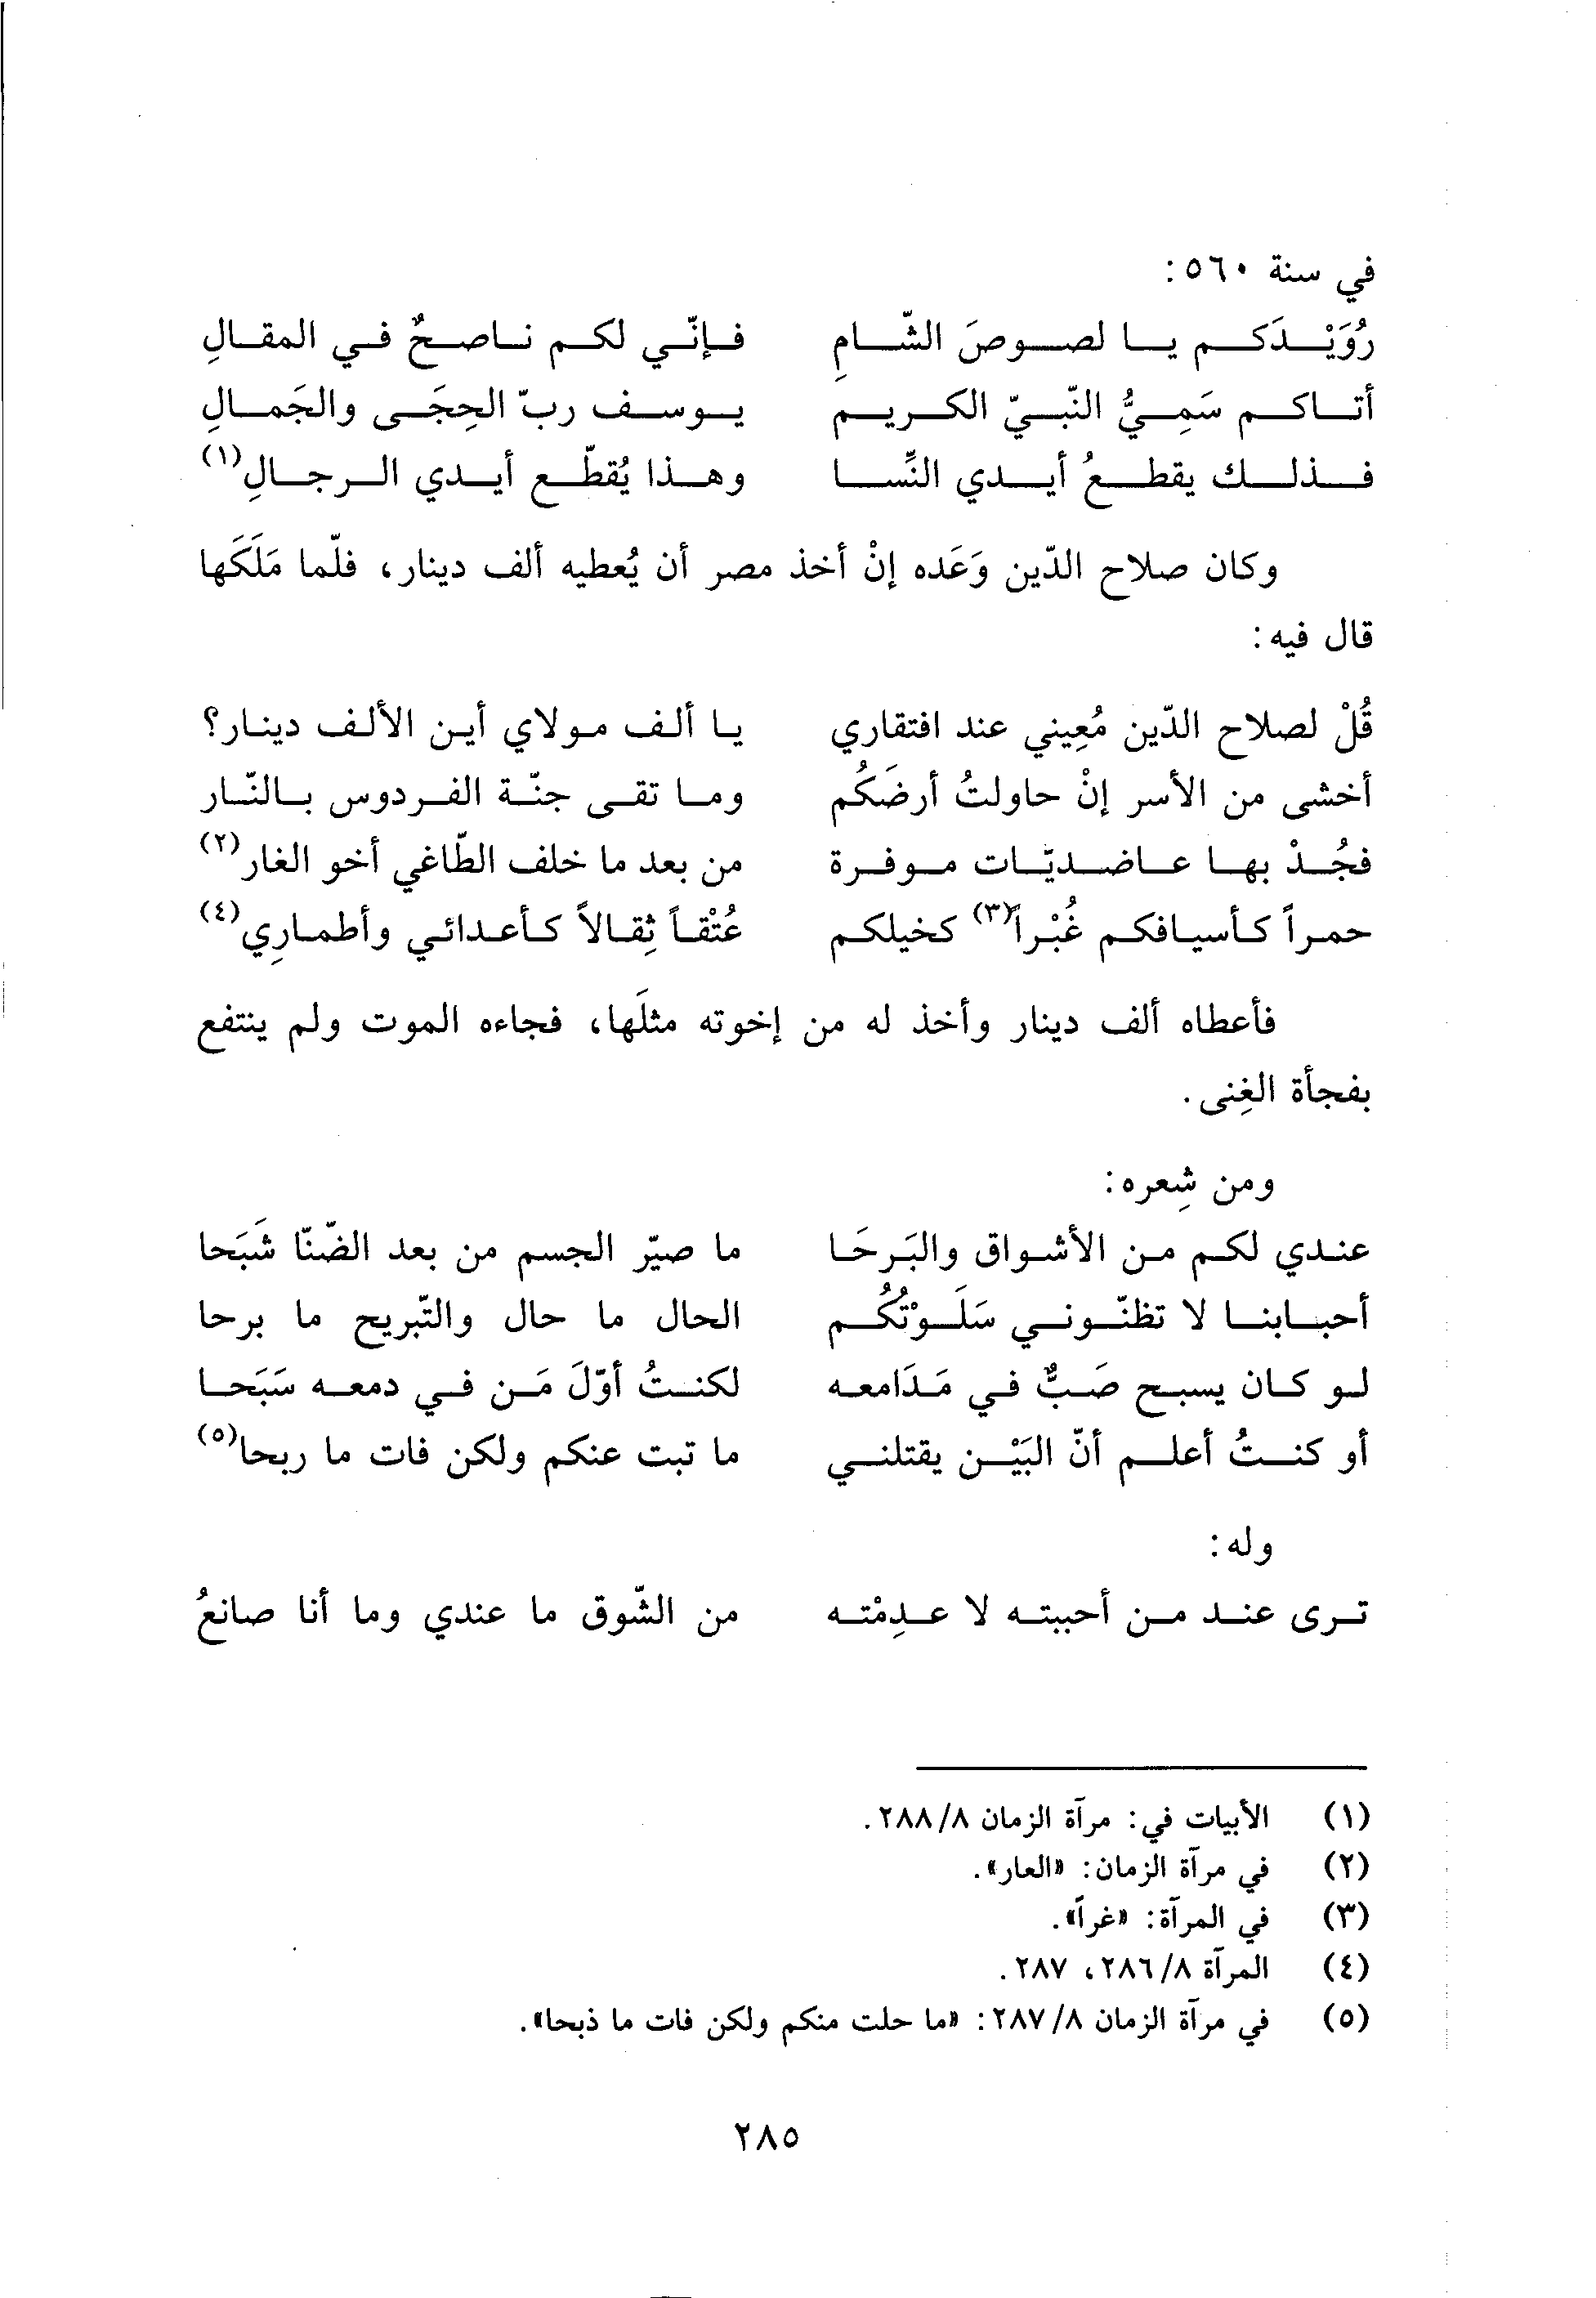 في سنة ٥٦٠:
رُوَيْدَكم يا لصوصَ الشّامِ فإنّي لكم ناصحٌ في المقالِ
أتاكم سَمِيُّ النّبيّ الكريم يوسف ربّ الحِجَى والجَمالِ
فذلك يقطعُ أيدي النِّسا وهذا يُقطّع أيدي الرجالِ(١)
وكان صلاح الدّين وَعَده إنْ أخذ مصر أن يُعطيه ألف دينار، فلّما مَلَكَها
قال فيه:
قُلْ لصلاح الدّين مُعِيني عند افتقاري يا ألف مولاي أين الألف دينار؟
أخشى من الأسر إنْ حاولتُ أرضَكُم وما تقى جنّة الفردوس بالنّار
فجُدْ بها عاضديّات موفرة من بعد ما خلف الطّاغي أخو الغار(٢)
حمراً كأسيافكم غُبْراً(٣) كخيلكم عُتْقاً ثِقالاً كأعدائي وأطمارِي(٤)
فأعطاه ألف دينار وأخذ له من إخوته مثلَها، فجاءه الموت ولم ينتفع
بفجأة الغِنى.
ومن شِعره:
عندي لكم من الأشواق والبَرحَا ما صيّر الجسم من بعد الضّنّا شَبَحا
أحبابنا لا تظنّوني سَلَوْتُكُم الحال ما حال والتّبريح ما برحا
لو كان يسبح صَبٌّ في مَدَامعه لكنتُ أوّلَ مَن في دمعه سَبَحا
أو كنتُ أعلم أنّ البَيْن يقتلني ما تبت عنكم ولكن فات ما ربحا(٥)
وله:
ترى عند من أحببته لا عدِمْته من الشّوق ما عندي وما أنا صانعُ
(١) الأبيات في: مرآة الزمان ٢٨٨/٨.
(٢) في مرآة الزمان: «العار».
(٣) في المرآة: «غراً».
(٤) المرآة ٢٨٦/٨، ٢٨٧.
(٥) في مرآة الزمان ٢٨٧/٨: «ما حلت منكم ولكن فات ما ذبحا».
٢٨٥